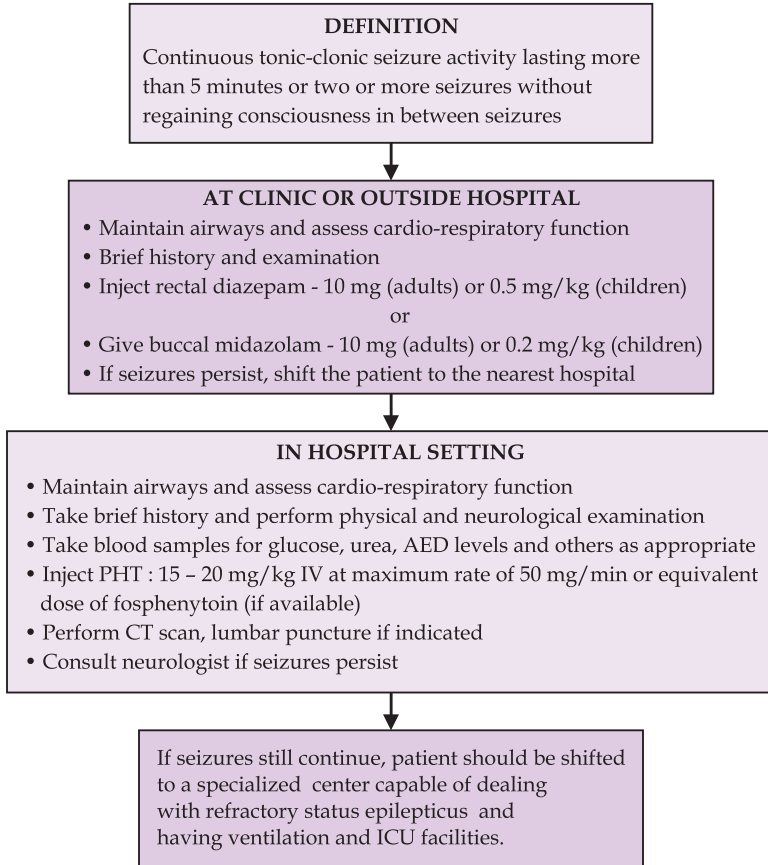 DEFINITION
Continuous tonic-clonic seizure activity lasting more
than 5 minutes or two or more seizures without
regaining consciousness in between seizures
AT CLINIC OR OUTSIDE HOSPITAL
• Maintain airways and assess cardio-respiratory function
• Brief history and examination
• Inject rectal diazepam - 10 mg (adults) or 0.5 mg/kg (children)
or
• Give buccal midazolam - 10 mg (adults) or 0.2 mg/kg (children)
• If seizures persist, shift the patient to the nearest hospital
IN HOSPITAL SETTING
• Maintain airways and assess cardio-respiratory function
• Take brief history and perform physical and neurological examination
• Take blood samples for glucose, urea, AED levels and others as appropriate
• Inject PHT : 15 – 20 mg/kg IV at maximum rate of 50 mg/min or equivalent
dose of fosphenytoin (if available)
• Perform CT scan, lumbar puncture if indicated
• Consult neurologist if seizures persist
If seizures still continue, patient should be shifted
to a specialized center capable of dealing
with refractory status epilepticus and
having ventilation and ICU facilities.